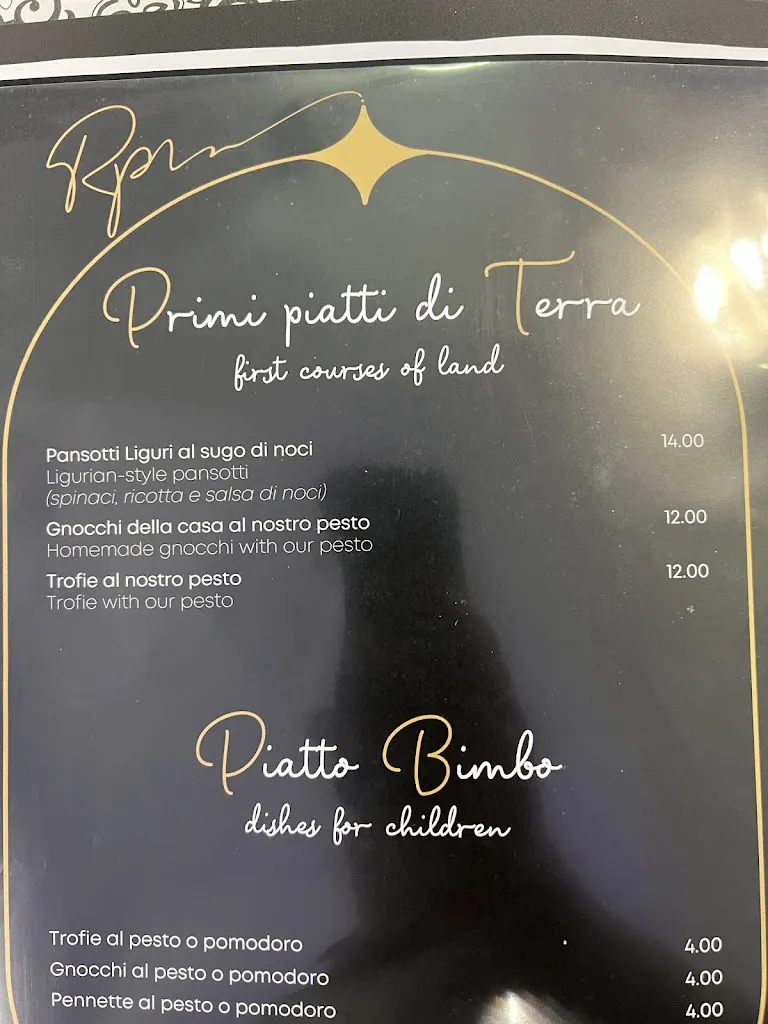 Primi piatti di Terra
first courses of land
Pansotti Liguri al sugo di noci 14.00
Ligurian-style pansotti
(spinaci, ricotta e salsa di noci)
Gnocchi della casa al nostro pesto 12.00
Homemade gnocchi with our pesto
Trofie al nostro pesto 12.00
Trofie with our pesto
Piatto Bimbo
dishes for children
Trofie al pesto o pomodoro 4.00
Gnocchi al pesto o pomodoro 4.00
Pennette al pesto o pomodoro 4.00